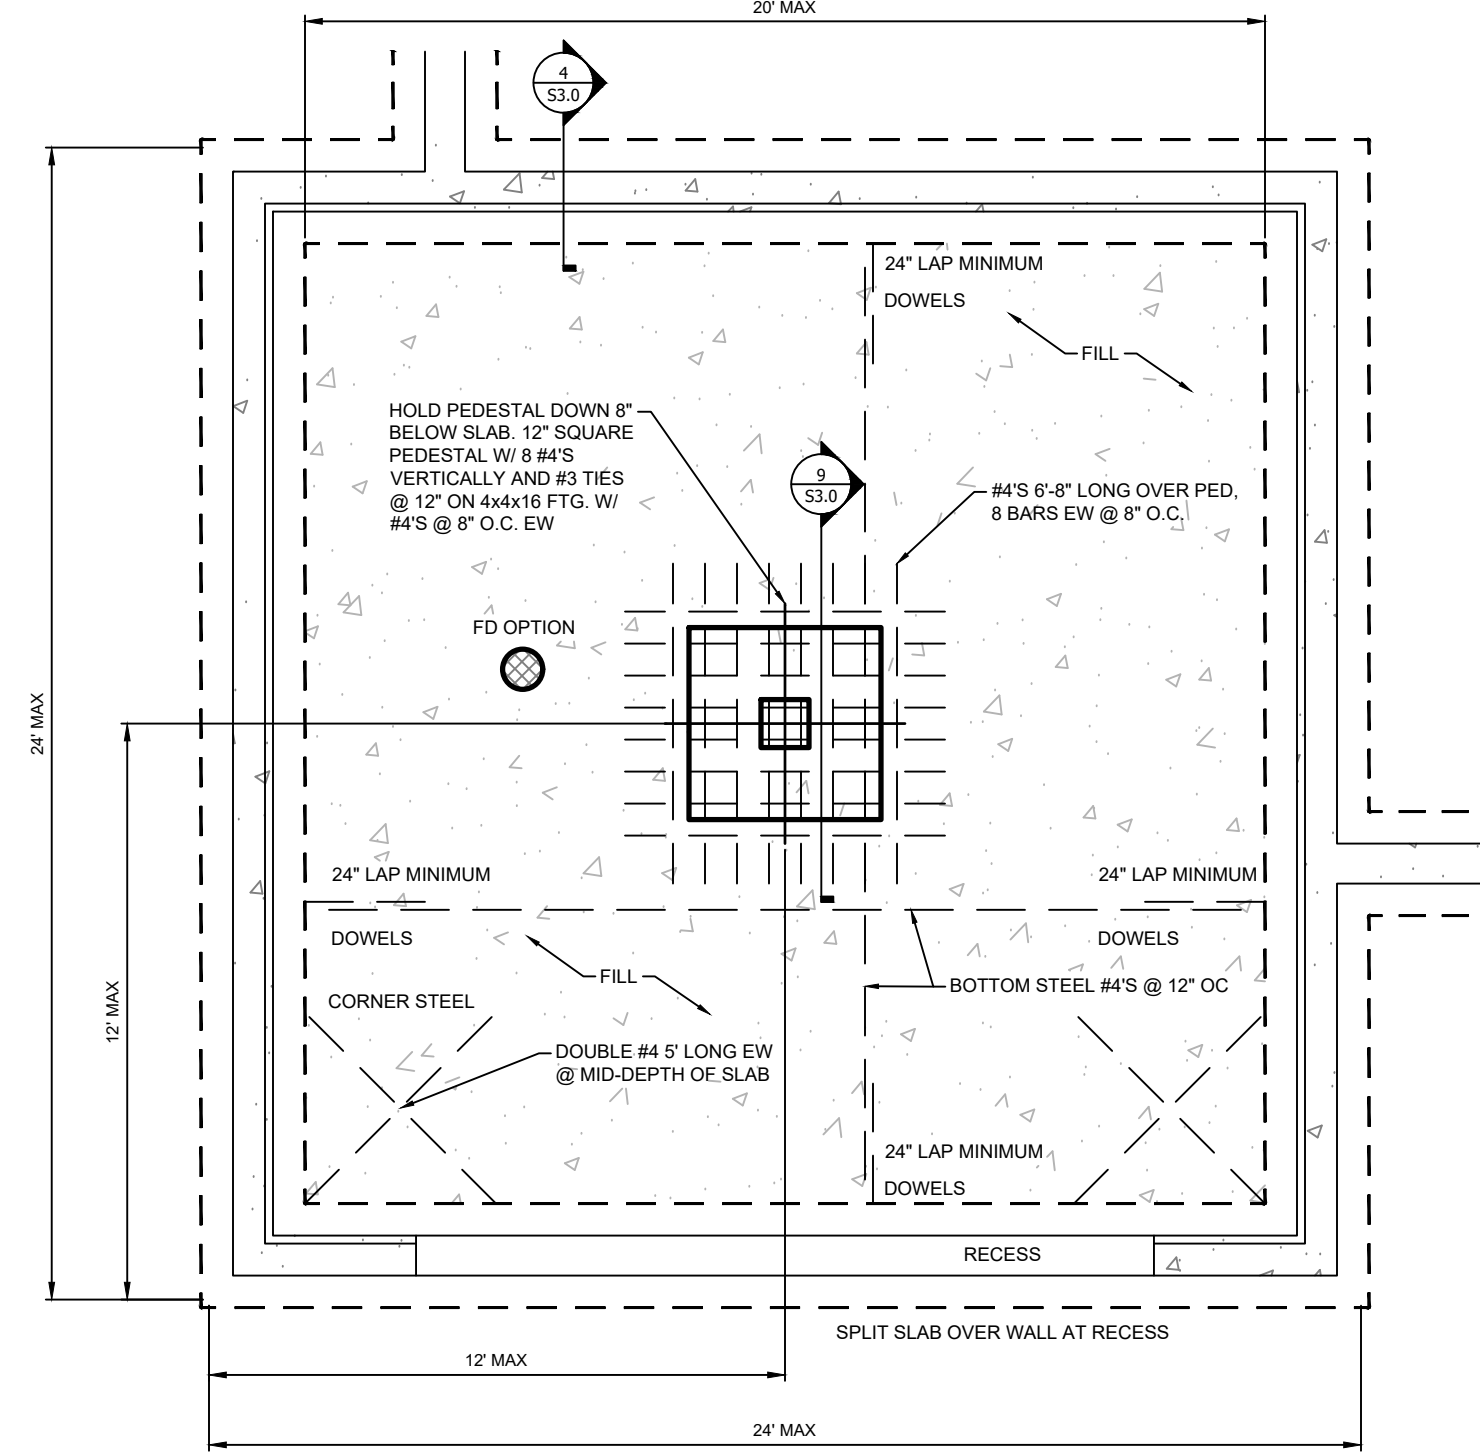 20' MAX
4
S3.0
24" LAP MINIMUM
DOWELS
FILL
HOLD PEDESTAL DOWN 8"
BELOW SLAB. 12" SQUARE
PEDESTAL W/ 8 #4'S
VERTICALLY AND #3 TIES
@ 12" ON 4x4x16 FTG. W/
#4'S @ 8" O.C. EW
9
S3.0
#4'S 6'-8" LONG OVER PED,
8 BARS EW @ 8" O.C.
FD OPTION
24' MAX
24" LAP MINIMUM
24" LAP MINIMUM
DOWELS
DOWELS
FILL
BOTTOM STEEL #4'S @ 12" OC
CORNER STEEL
12' MAX
DOUBLE #4 5' LONG EW
@ MID-DEPTH OF SLAB
24" LAP MINIMUM
DOWELS
RECESS
SPLIT SLAB OVER WALL AT RECESS
12' MAX
24' MAX